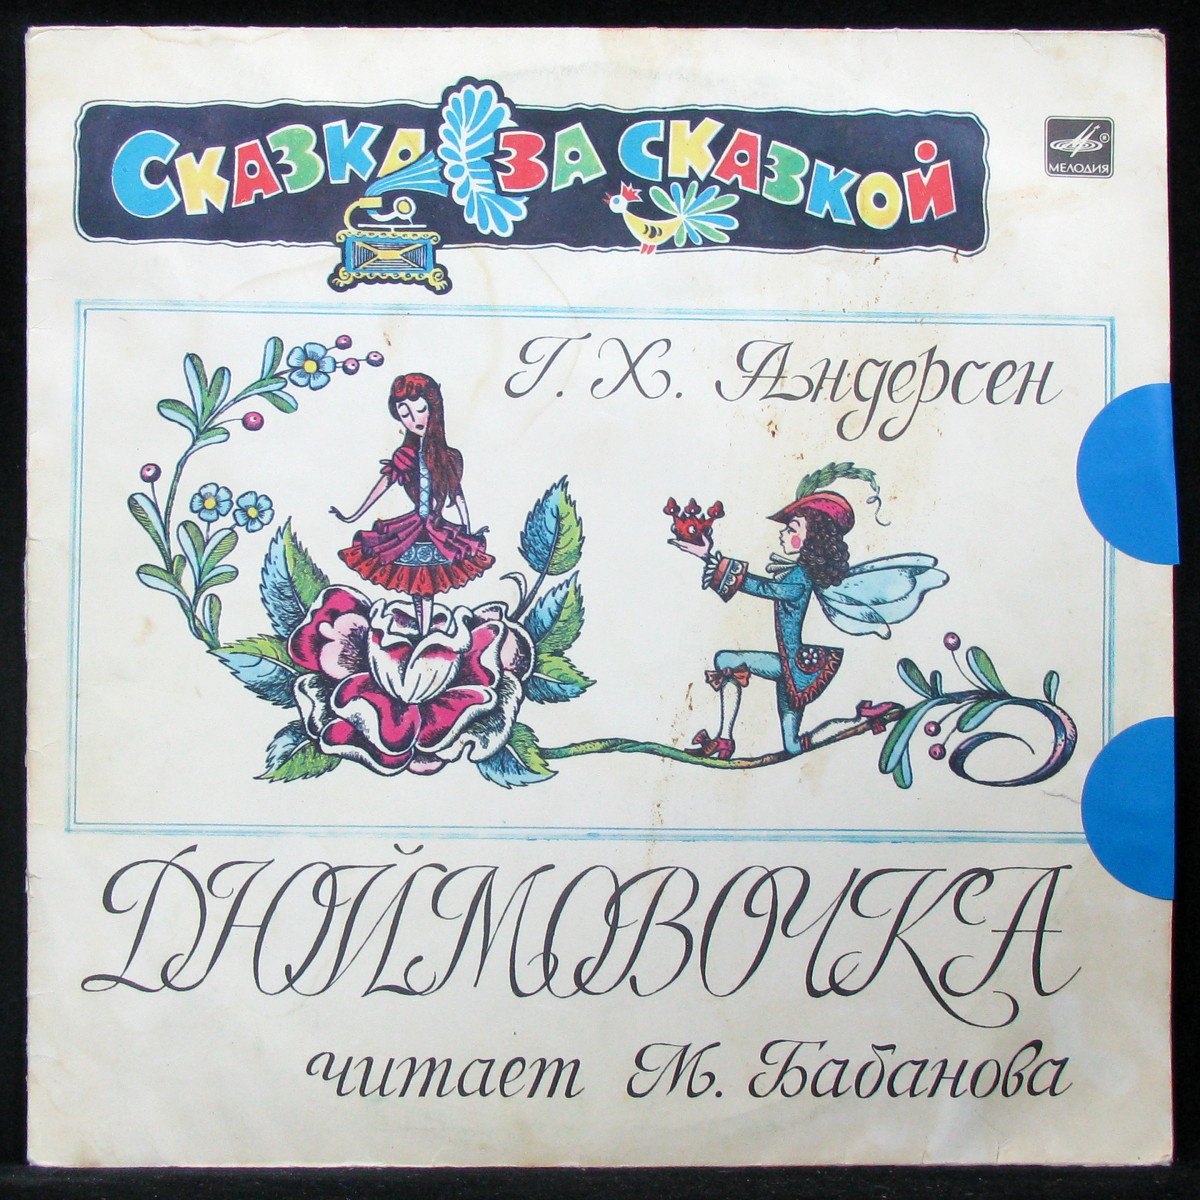 Сказка за сказкой
Мелодия
Г. Х. Андерсен
Дюймовочка
читает М. Бабанова